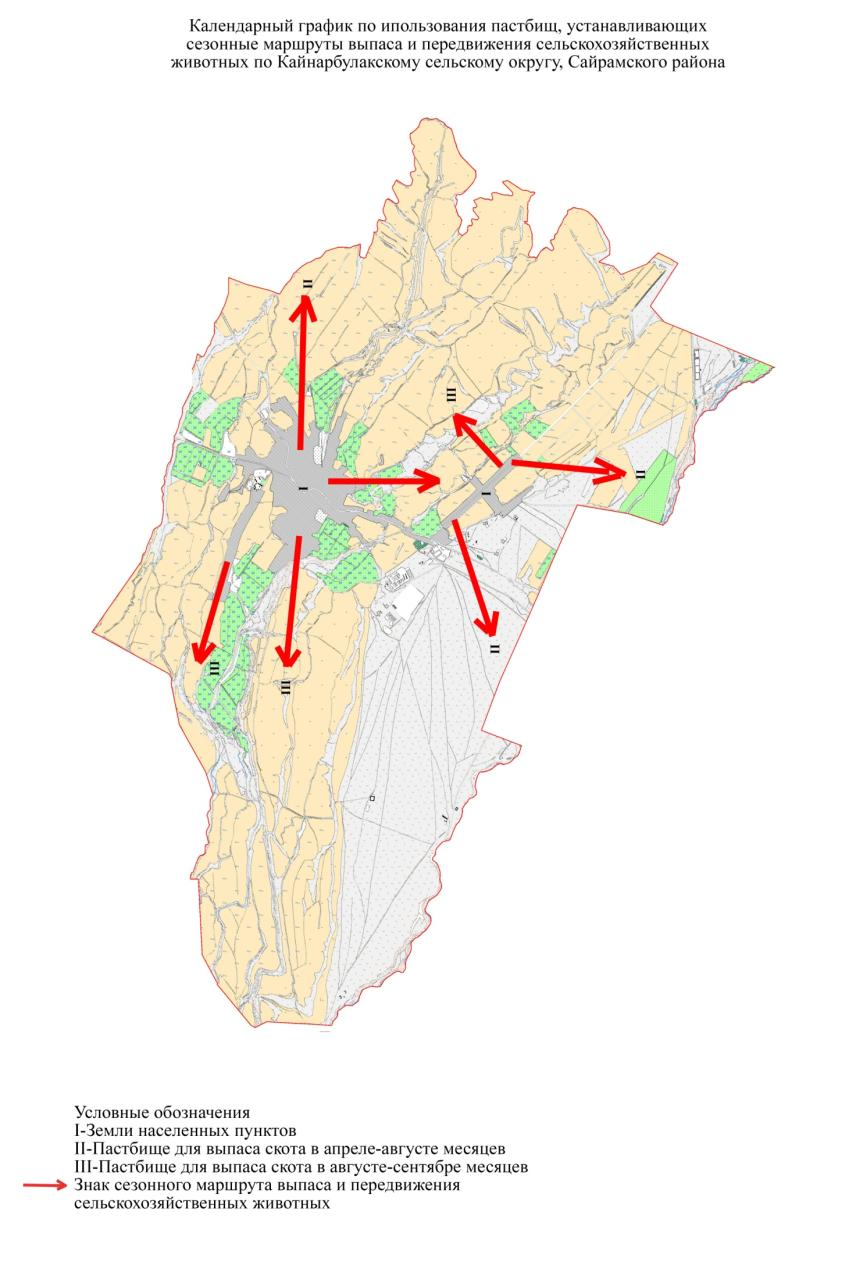 Календарный график по ипользования пастбищ, устанавливающих
сезонные маршруты выпаса и передвижения сельскохозяйственных
животных по Кайнарбулакскому сельскому округу, Сайрамского района
II
III
II
I
I
II
III
III
Условные обозначения
I-Земли населенных пунктов
II-Пастбище для выпаса скота в апреле-августе месяцев
III-Пастбище для выпаса скота в августе-сентябре месяцев
Знак сезонного маршрута выпаса и передвижения
сельскохозяйственных животных